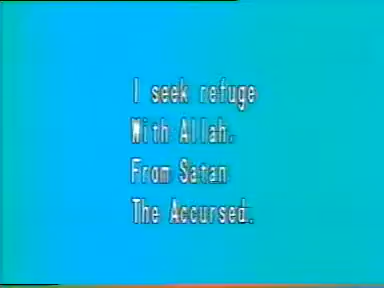 I seek refuge
With Allah.
From Satan
The Accursed.